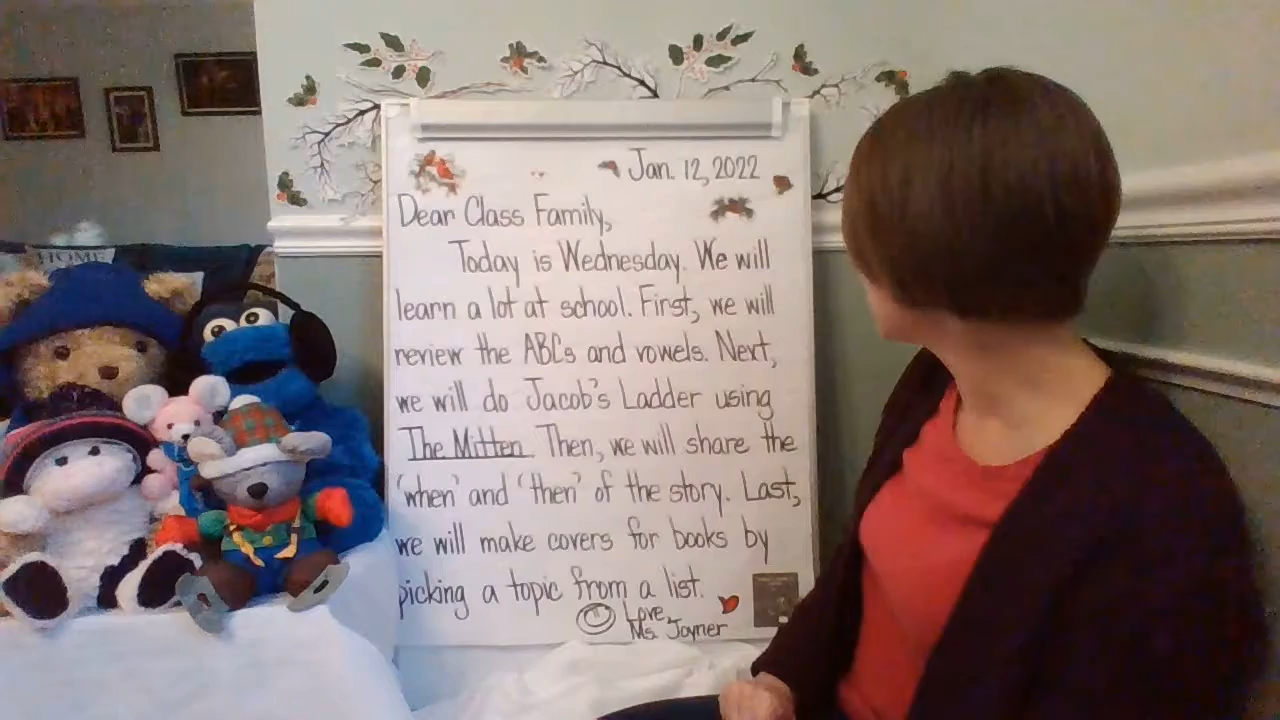 HOME
Jan. 12, 2022
Dear Class Family,
Today is Wednesday. We will
learn a lot at school. First, we will
review the ABCs and vowels. Next,
we will do Jacob's Ladder using
The Mitten. Then, we will share the
'when' and 'then' of the story. Last,
we will make covers for books by
picking a topic from a list.
Love,
Ms. Joyner